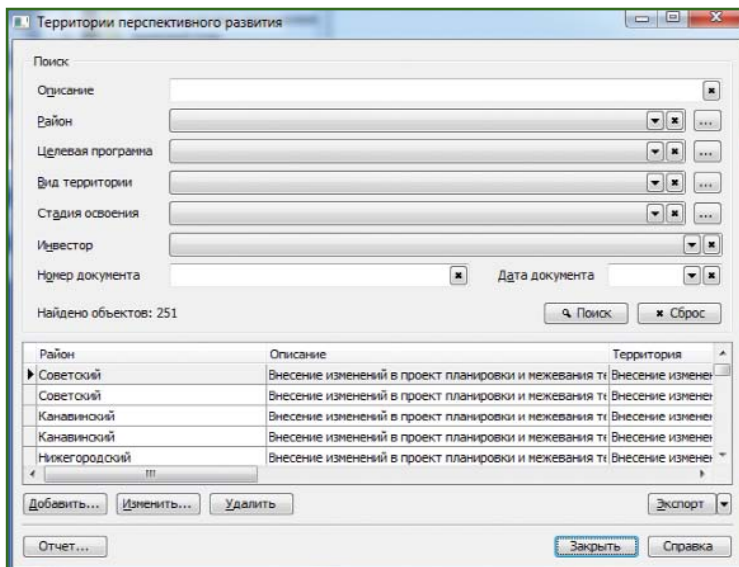 Территории перспективного развития
Поиск
Описание
Район
Целевая программа
Вид территории
Стадия освоения
Инвестор
Номер документа Дата документа
Найдено объектов: 251 Поиск Сброс
Район Описание Территория
Советский Внесение изменений в проект планировки и межевания те Внесение изменен
Советский Внесение изменений в проект планировки и межевания те Внесение изменен
Канавинский Внесение изменений в проект планировки и межевания те Внесение изменен
Канавинский Внесение изменений в проект планировки и межевания те Внесение изменен
Нижегородский Внесение изменений в проект планировки и межевания те Внесение изменен
Добавить... Изменить... Удалить Экспорт
Отчет... Закрыть Справка